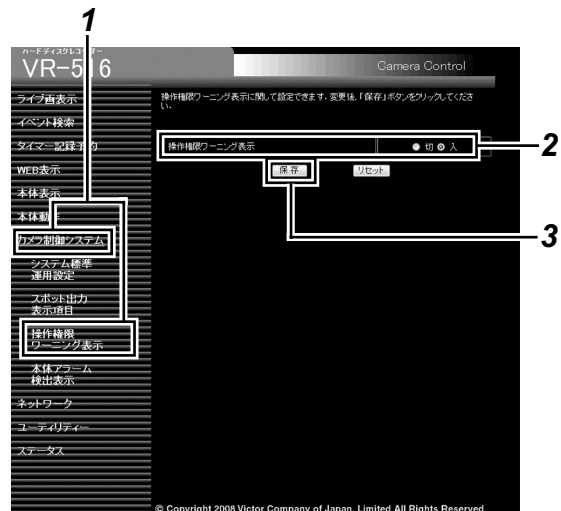 1
ハードディスクレコーダー
VR-516
Camera Control
ライブ画表示
操作権限ワーニング表示に関して設定できます。変更後、「保存」ボタンをクリックしてくださ
い。
イベント検索
タイマー記録予約
操作権限ワーニング表示
切 入
2
WEB表示
保存
リセット
本体表示
本体動作
カメラ制御システム
3
システム標準
運用設定
スポット出力
表示項目
操作権限
ワーニング表示
本体アラーム
検出表示
ネットワーク
ユーティリティー
ステータス
© Copyright 2008 Victor Company of Japan, Limited All Rights Reserved